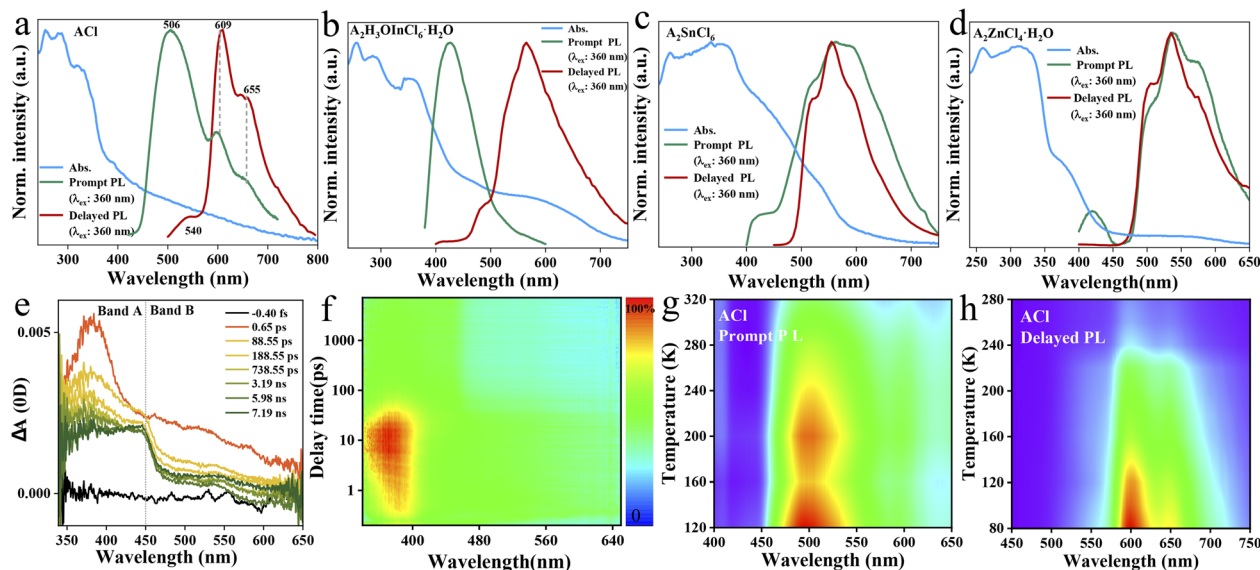 a
ACl
506
609
655
540
Abs.
Prompt PL
(λex: 360 nm)
Delayed PL
(λex: 360 nm)
Norm. intensity (a.u.)
300 400 500 600 700 800
Wavelength (nm)
b
A₂H₃OInCl₆·H₂O
Abs.
Prompt PL
(λex: 360 nm)
Delayed PL
(λex: 360 nm)
Norm. intensity (a.u.)
300 400 500 600 700
Wavelength (nm)
c
A₂SnCl₆
Abs.
Prompt PL
(λex: 360 nm)
Delayed PL
(λex: 360 nm)
Norm. intensity (a.u.)
300 400 500 600 700
Wavelength (nm)
d
A₂ZnCl₄·H₂O
Abs.
Prompt PL
(λex: 360 nm)
Delayed PL
(λex: 360 nm)
Norm. intensity (a.u.)
250 300 350 400 450 500 550 600 650
Wavelength (nm)
e
Band A
Band B
-0.40 fs
0.65 ps
88.55 ps
188.55 ps
738.55 ps
3.19 ns
5.98 ns
7.19 ns
0.005
0.000
ΔA (0D)
350 400 450 500 550 600 650
Wavelength (nm)
f
1000
100
10
1
Delay time(ps)
400 480 560 640
Wavelength(nm)
100%
0
g
ACl
Prompt P L
320
280
240
200
160
120
Temperature (K)
400 450 500 550 600 650
Wavelength (nm)
h
ACl
Delayed PL
280
240
200
160
120
80
Temperature (K)
450 500 550 600 650 700 750
Wavelength (nm)